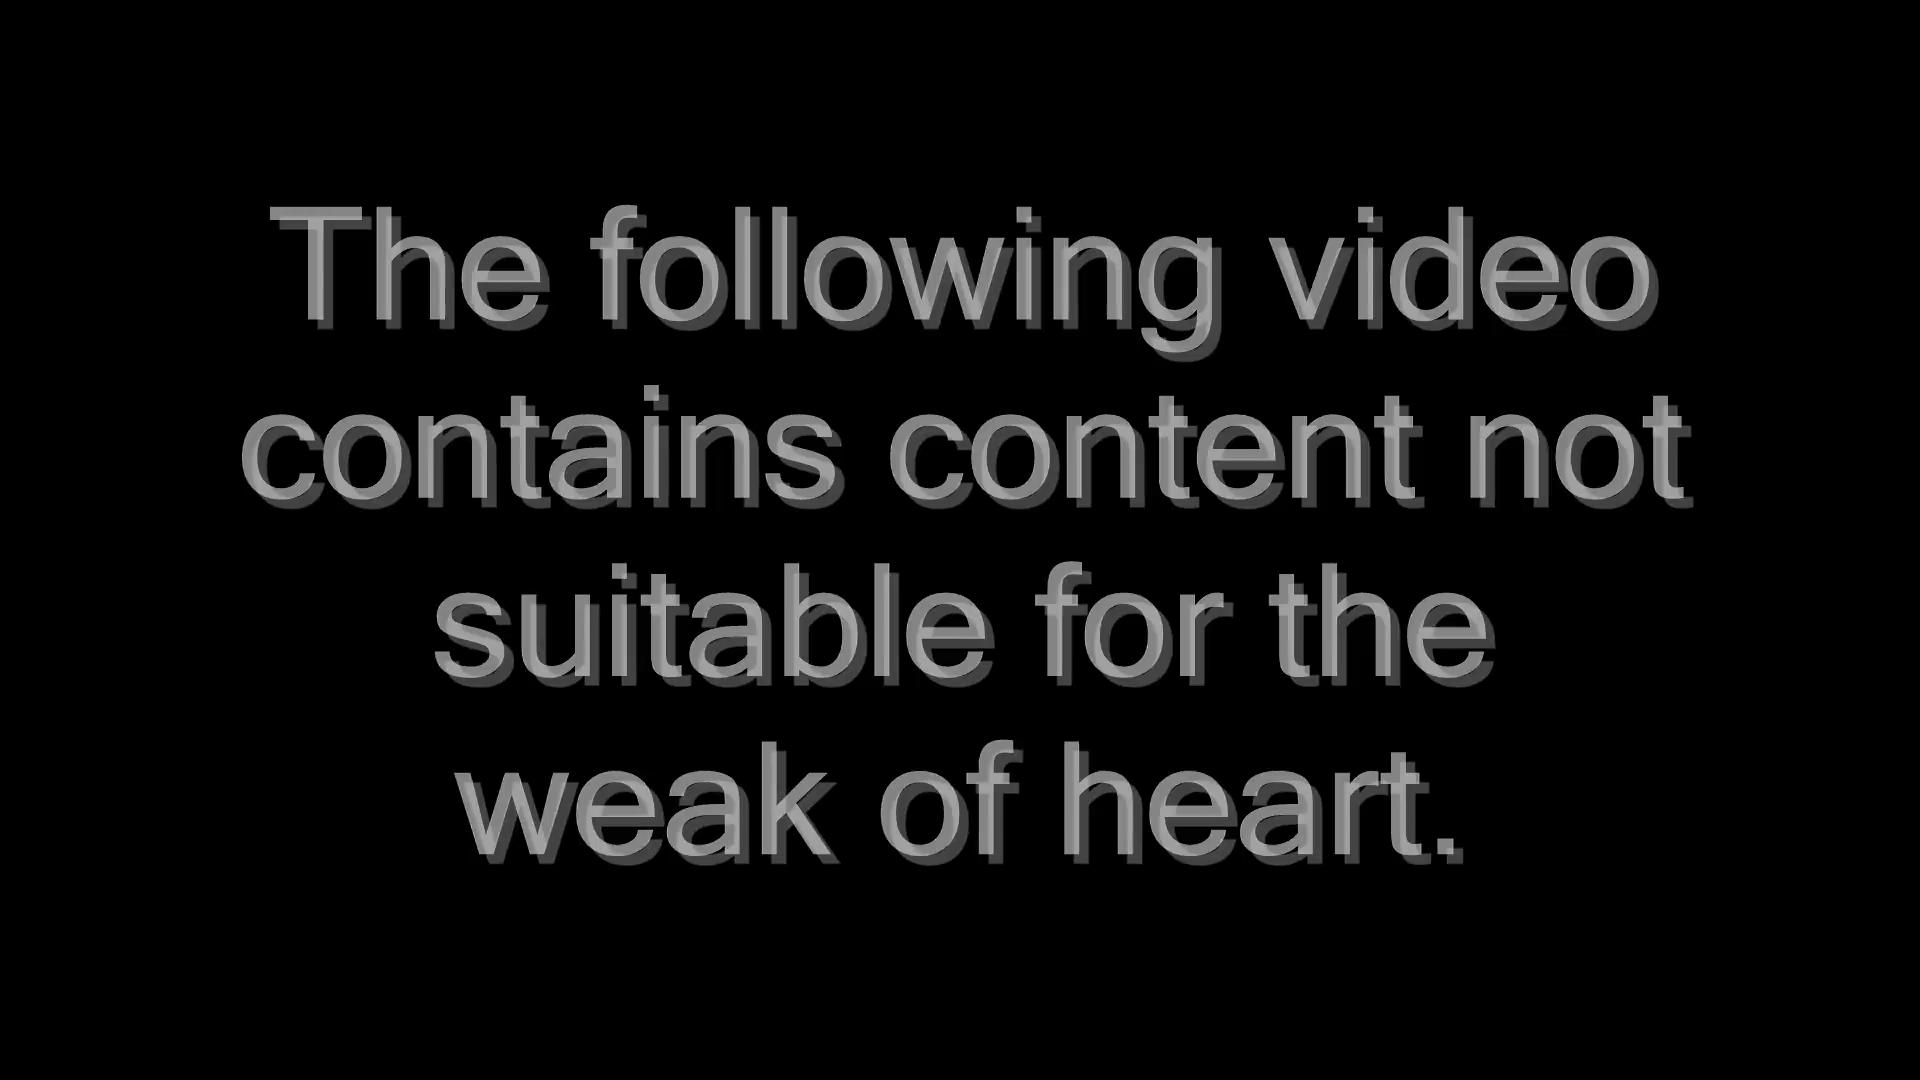 The following video
contains content not
suitable for the
weak of heart.